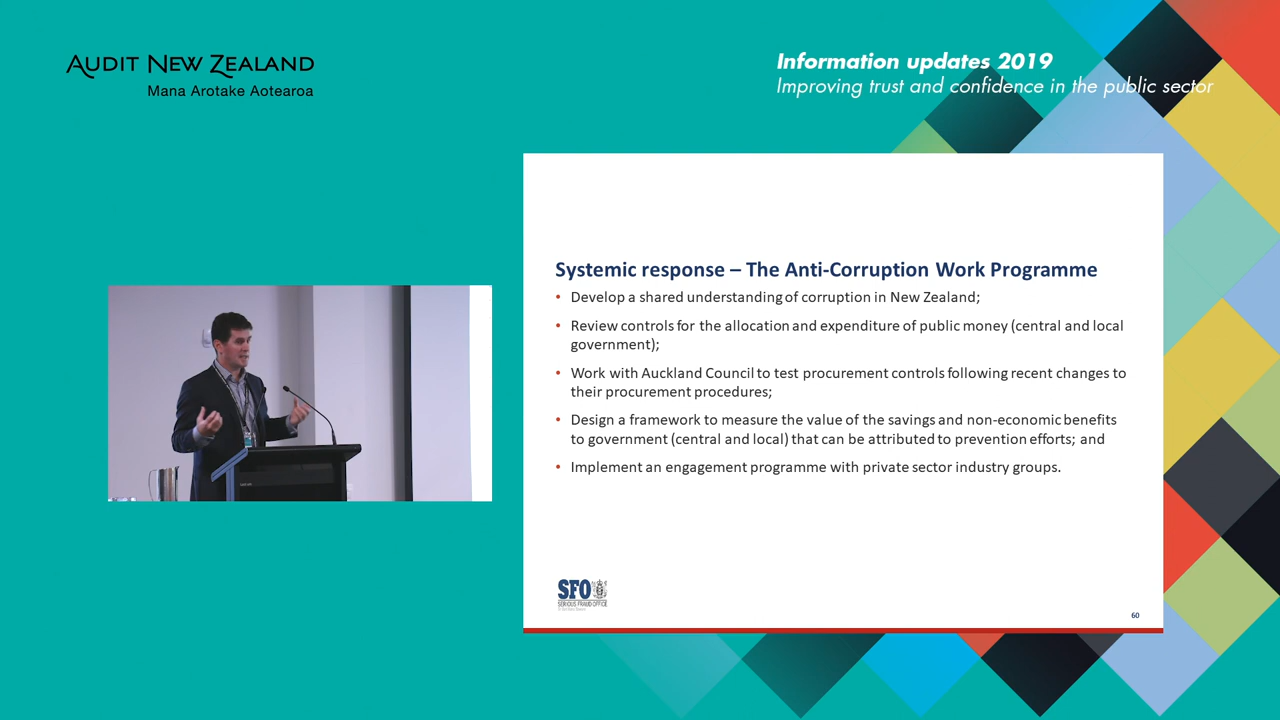 AUDIT NEW ZEALAND
Mana Arotake Aotearoa
Information updates 2019
Improving trust and confidence in the public sector
Systemic response – The Anti-Corruption Work Programme
• Develop a shared understanding of corruption in New Zealand;
• Review controls for the allocation and expenditure of public money (central and local
government);
• Work with Auckland Council to test procurement controls following recent changes to
their procurement procedures;
• Design a framework to measure the value of the savings and non-economic benefits
to government (central and local) that can be attributed to prevention efforts; and
• Implement an engagement programme with private sector industry groups.
SFO
SERIOUS FRAUD OFFICE
60